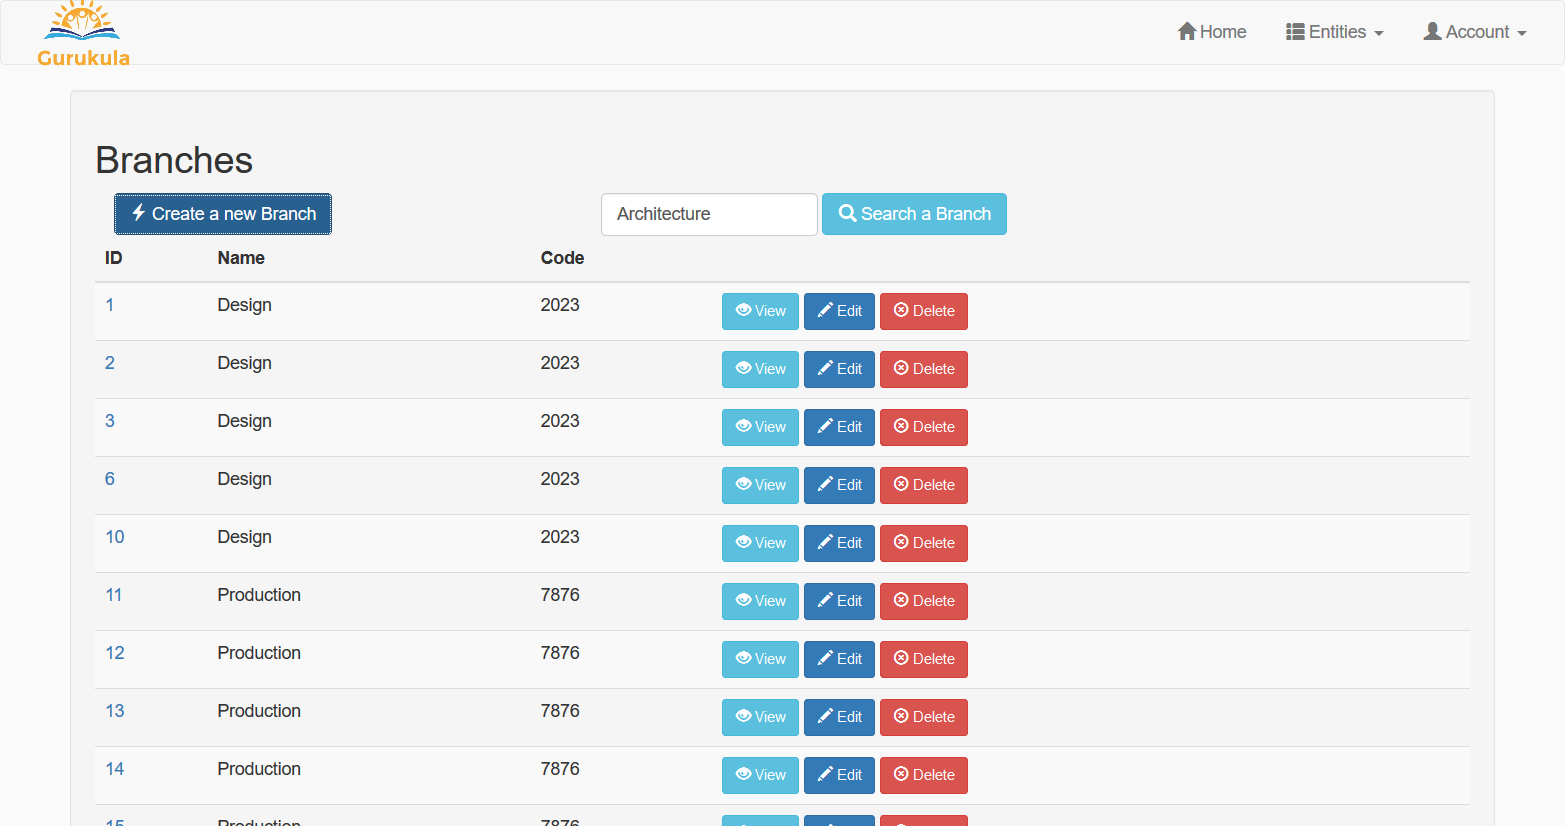 Gurukula
Home Entities Account
Branches
Create a new Branch Architecture Search a Branch
ID Name Code
1 Design 2023 View Edit Delete
2 Design 2023 View Edit Delete
3 Design 2023 View Edit Delete
6 Design 2023 View Edit Delete
10 Design 2023 View Edit Delete
11 Production 7876 View Edit Delete
12 Production 7876 View Edit Delete
13 Production 7876 View Edit Delete
14 Production 7876 View Edit Delete
15 Production 7876